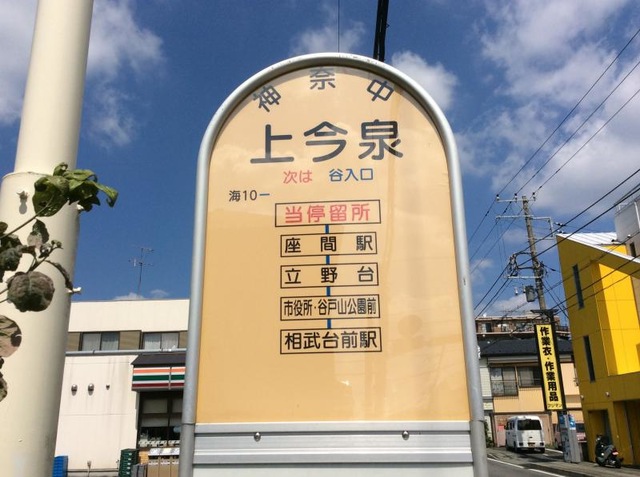 神奈中
上今泉
次は 谷入口
海10ー
当停留所
座間駅
立野台
市役所・谷戸山公園前
相武台前駅
作業衣・作業用品